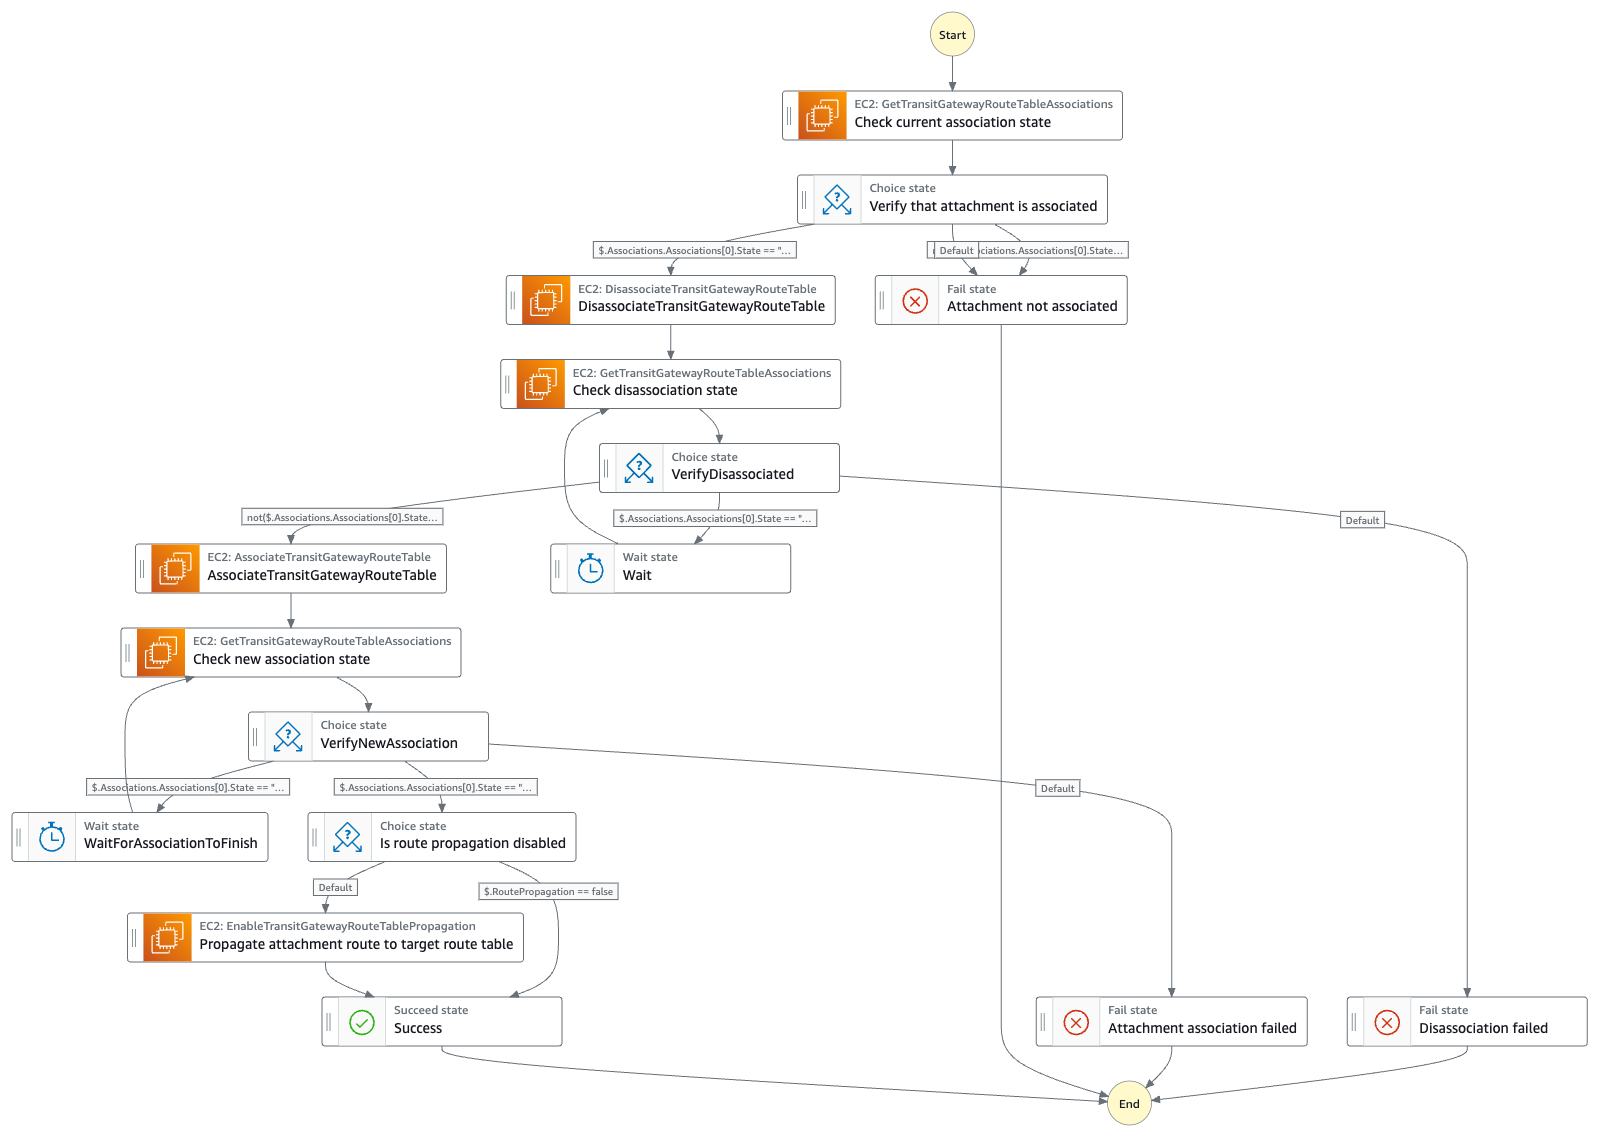 Start
EC2: GetTransitGatewayRouteTableAssociations
Check current association state
Choice state
Verify that attachment is associated
$.Associations.Associations[0].State == "...
Default
ciations.Associations[0].State...
EC2: DisassociateTransitGatewayRouteTable
DisassociateTransitGatewayRouteTable
Fail state
Attachment not associated
EC2: GetTransitGatewayRouteTableAssociations
Check disassociation state
Choice state
VerifyDisassociated
not($.Associations.Associations[0].State...
$.Associations.Associations[0].State == "...
Default
EC2: AssociateTransitGatewayRouteTable
AssociateTransitGatewayRouteTable
Wait state
Wait
EC2: GetTransitGatewayRouteTableAssociations
Check new association state
Choice state
VerifyNewAssociation
$.Associations.Associations[0].State == "...
$.Associations.Associations[0].State == "...
Default
Wait state
WaitForAssociationToFinish
Choice state
Is route propagation disabled
Default
$.RoutePropagation == false
EC2: EnableTransitGatewayRouteTablePropagation
Propagate attachment route to target route table
Succeed state
Success
Fail state
Attachment association failed
Fail state
Disassociation failed
End